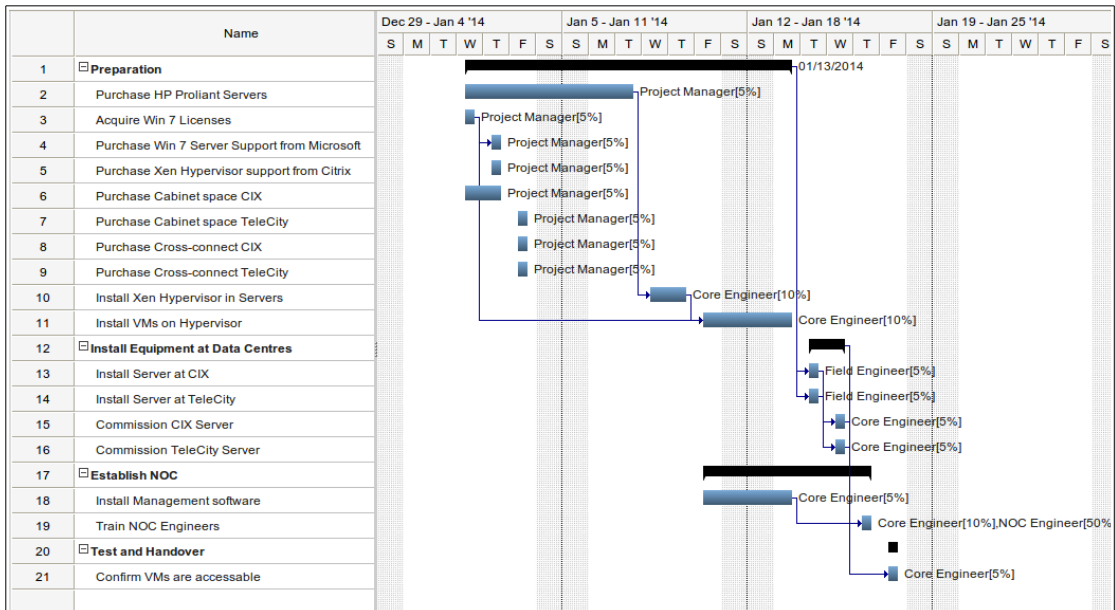 Name
Dec 29 - Jan 4 '14 Jan 5 - Jan 11 '14 Jan 12 - Jan 18 '14 Jan 19 - Jan 25 '14
S M T W T F S S M T W T F S S M T W T F S S M T W T F S
1 Preparation 01/13/2014
2 Purchase HP Proliant Servers Project Manager[5%]
3 Acquire Win 7 Licenses Project Manager[5%]
4 Purchase Win 7 Server Support from Microsoft Project Manager[5%]
5 Purchase Xen Hypervisor support from Citrix Project Manager[5%]
6 Purchase Cabinet space CIX Project Manager[5%]
7 Purchase Cabinet space TeleCity Project Manager[5%]
8 Purchase Cross-connect CIX Project Manager[5%]
9 Purchase Cross-connect TeleCity Project Manager[5%]
10 Install Xen Hypervisor in Servers Core Engineer[10%]
11 Install VMs on Hypervisor Core Engineer[10%]
12 Install Equipment at Data Centres
13 Install Server at CIX Field Engineer[5%]
14 Install Server at TeleCity Field Engineer[5%]
15 Commission CIX Server Core Engineer[5%]
16 Commission TeleCity Server Core Engineer[5%]
17 Establish NOC
18 Install Management software Core Engineer[5%]
19 Train NOC Engineers Core Engineer[10%],NOC Engineer[50%
20 Test and Handover
21 Confirm VMs are accessable Core Engineer[5%]